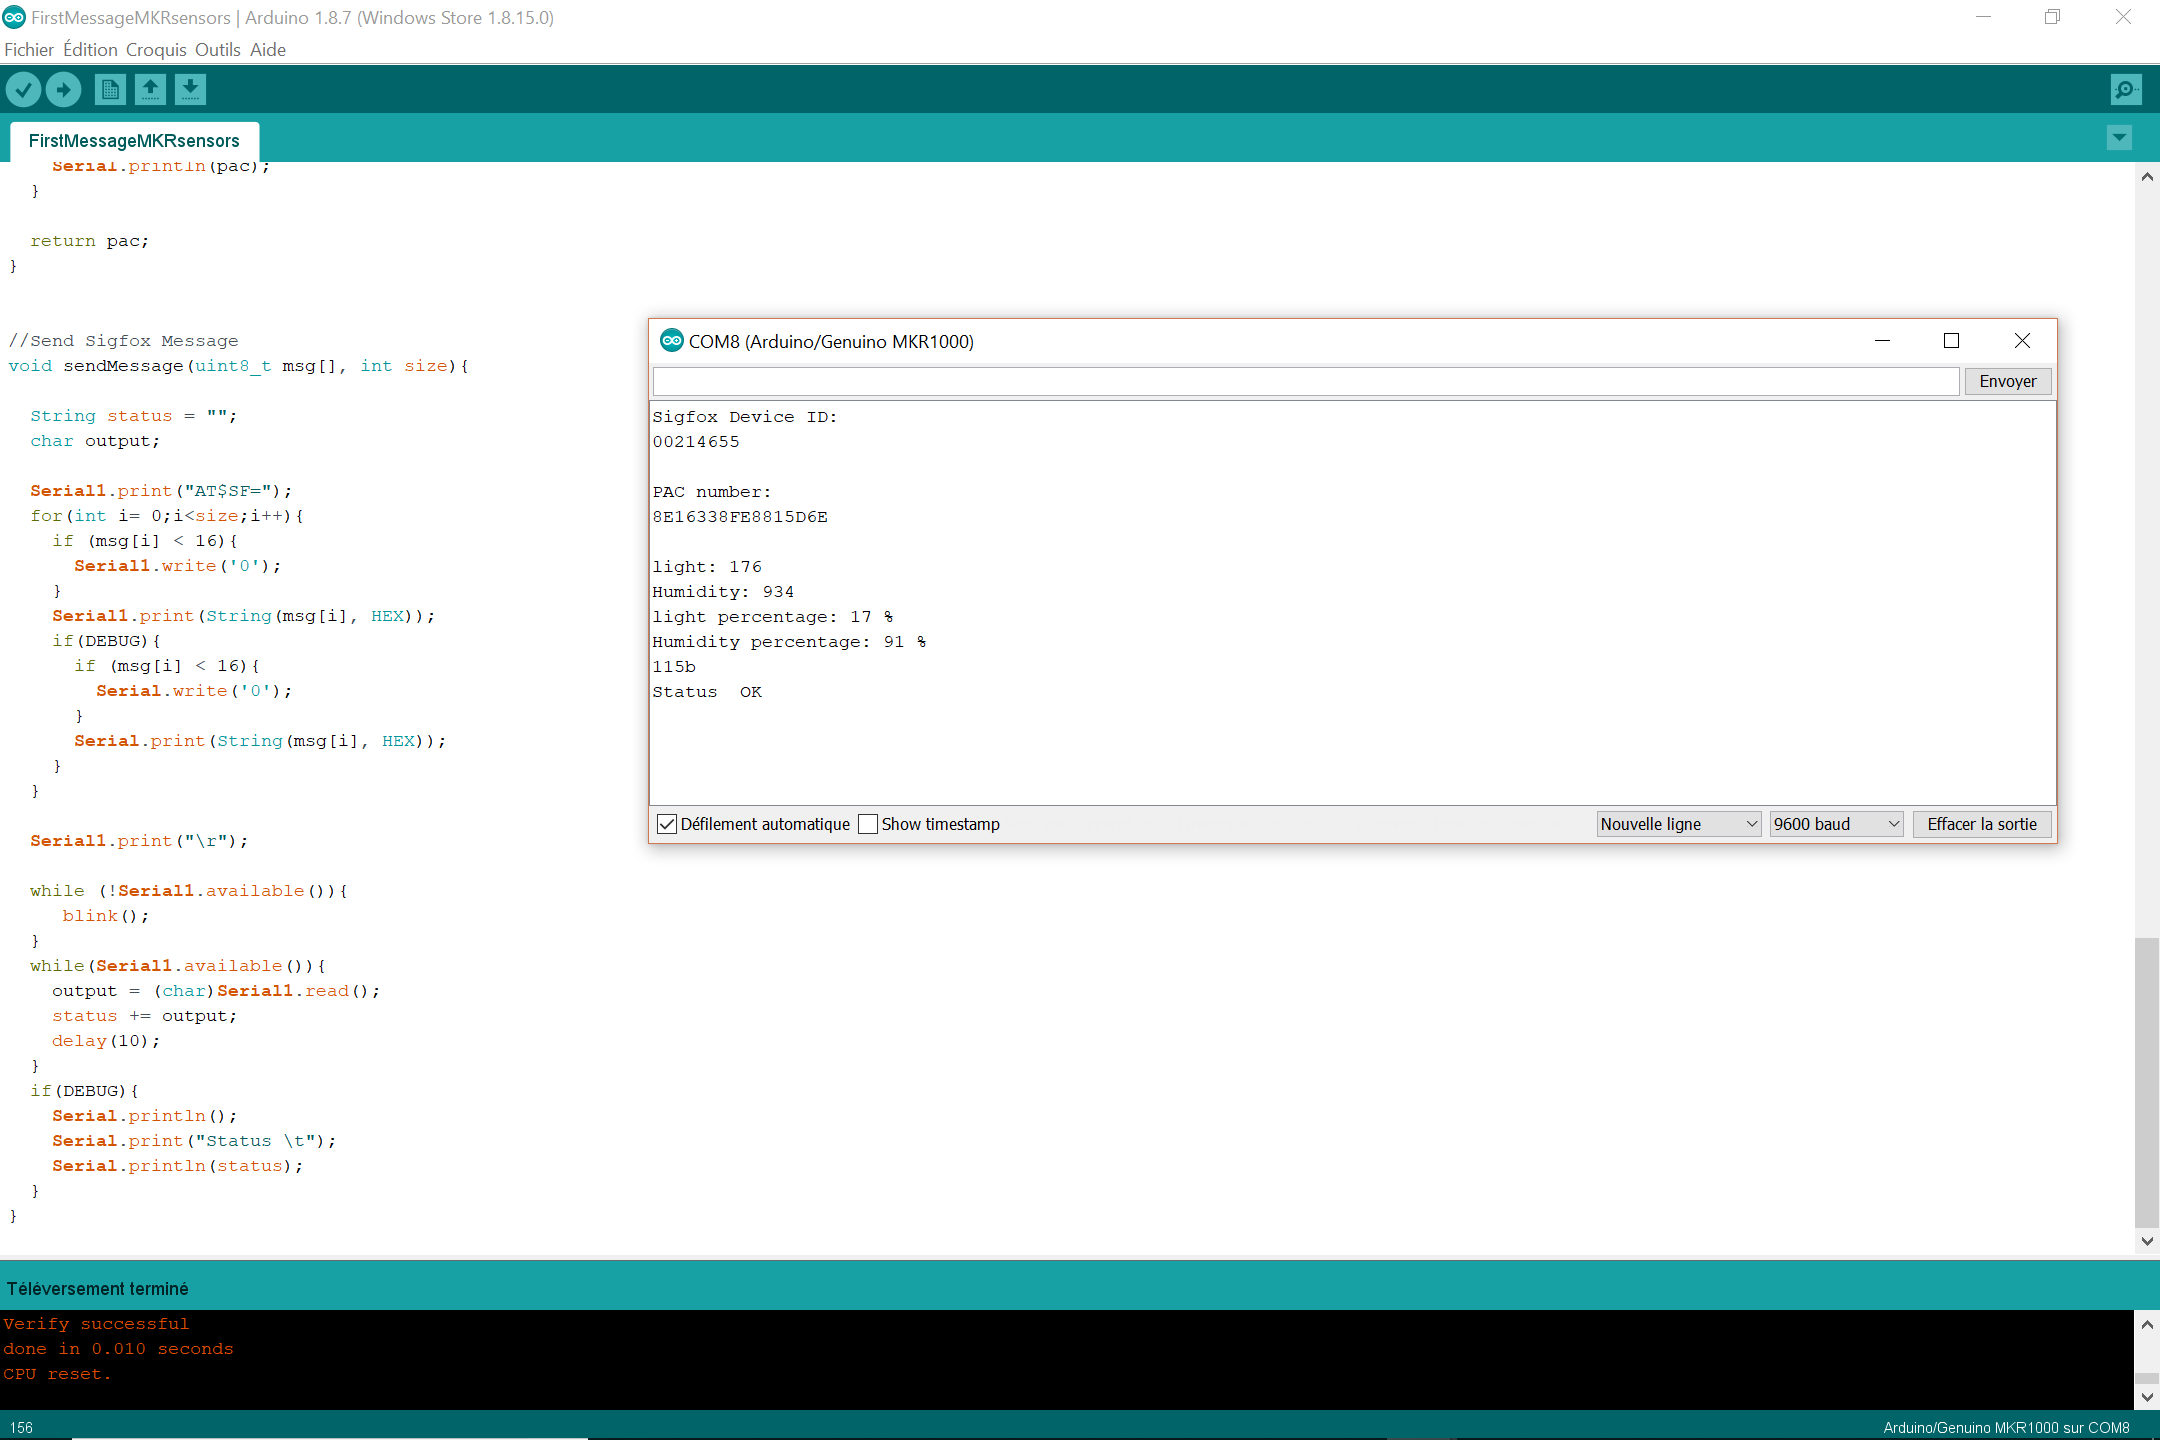 FirstMessageMKRsensors | Arduino 1.8.7 (Windows Store 1.8.15.0)
Fichier Édition Croquis Outils Aide
FirstMessageMKRsensors
Serial.println(pac);
}
return pac;
}
//Send Sigfox Message
void sendMessage(uint8_t msg[], int size){
String status = "";
char output;
Serial1.print("AT$SF=");
for(int i= 0;i<size;i++){
if (msg[i] < 16){
Serial1.write('0');
}
Serial1.print(String(msg[i], HEX));
if(DEBUG){
if (msg[i] < 16){
Serial.write('0');
}
Serial.print(String(msg[i], HEX));
}
}
Serial1.print("\r");
while (!Serial1.available()){
blink();
}
while(Serial1.available()){
output = (char)Serial1.read();
status += output;
delay(10);
}
if(DEBUG){
Serial.println();
Serial.print("Status \t");
Serial.println(status);
}
}
COM8 (Arduino/Genuino MKR1000)
Envoyer
Sigfox Device ID:
00214655
PAC number:
8E16338FE8815D6E
light: 176
Humidity: 934
light percentage: 17 %
Humidity percentage: 91 %
115b
Status  OK
Défilement automatique Show timestamp Nouvelle ligne 9600 baud Effacer la sortie
Téléversement terminé
Verify successful
done in 0.010 seconds
CPU reset.
156 Arduino/Genuino MKR1000 sur COM8